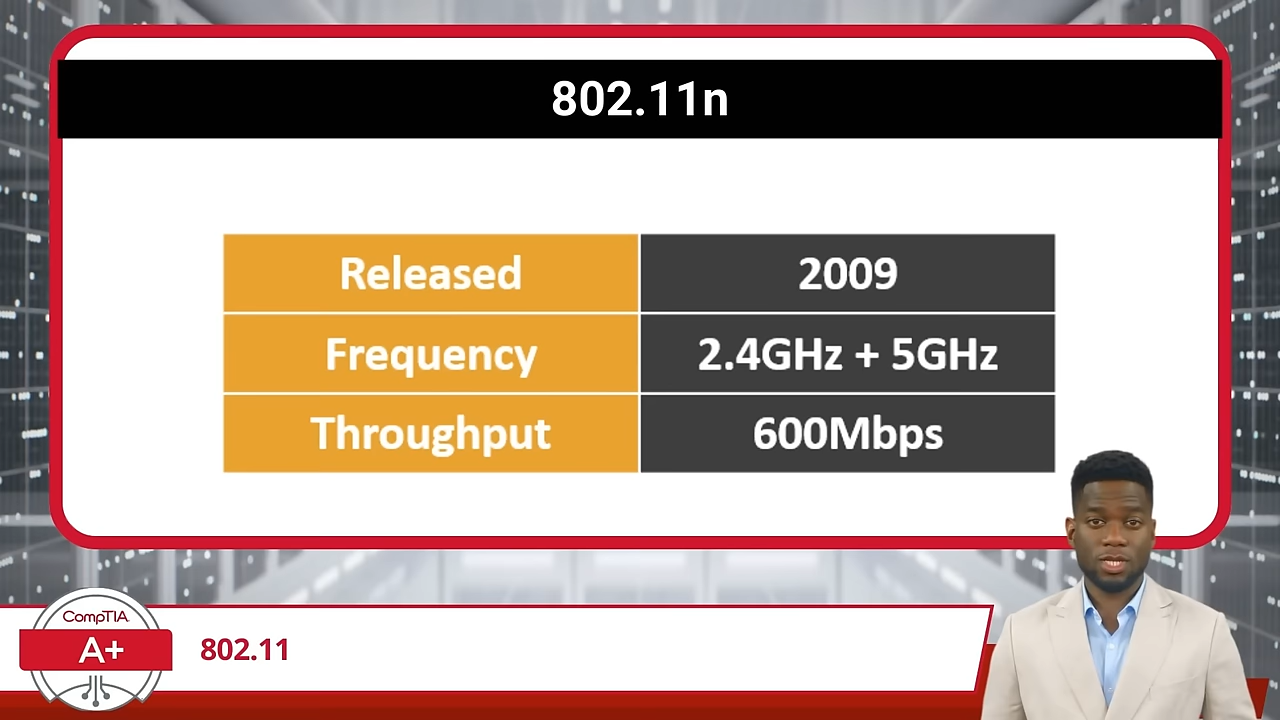 802.11n
Released 2009
Frequency 2.4GHz + 5GHz
Throughput 600Mbps
CompTIA
A+
802.11